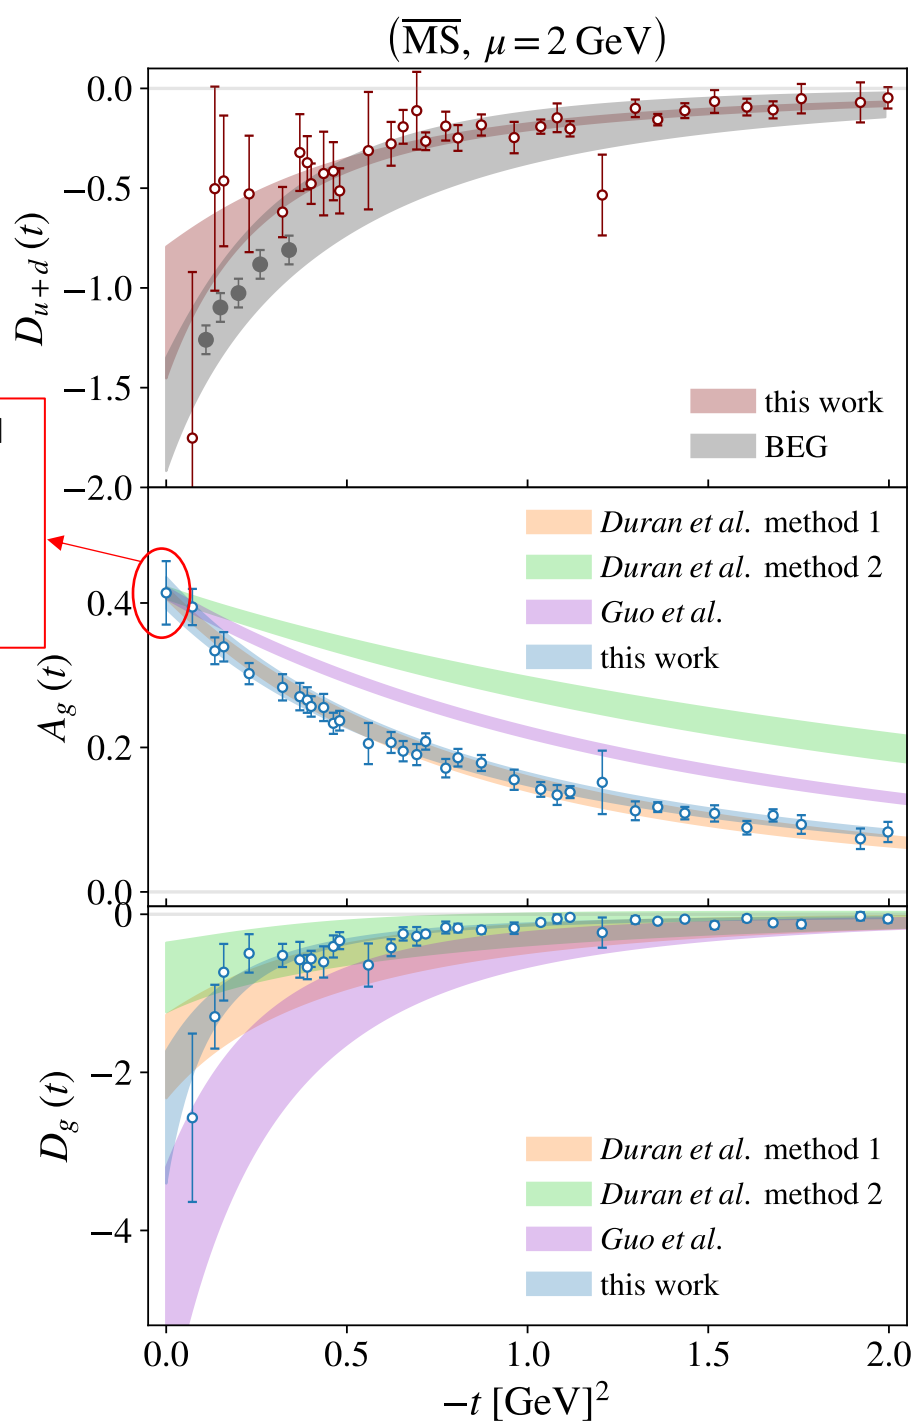 (MS, μ = 2 GeV)
0.0
−0.5
−1.0
−1.5
−2.0
D_{u+d}(t)
this work
BEG
0.4
0.2
0.0
A_g(t)
Duran et al. method 1
Duran et al. method 2
Guo et al.
this work
0
−2
−4
D_g(t)
Duran et al. method 1
Duran et al. method 2
Guo et al.
this work
0.0 0.5 1.0 1.5 2.0
−t [GeV]²